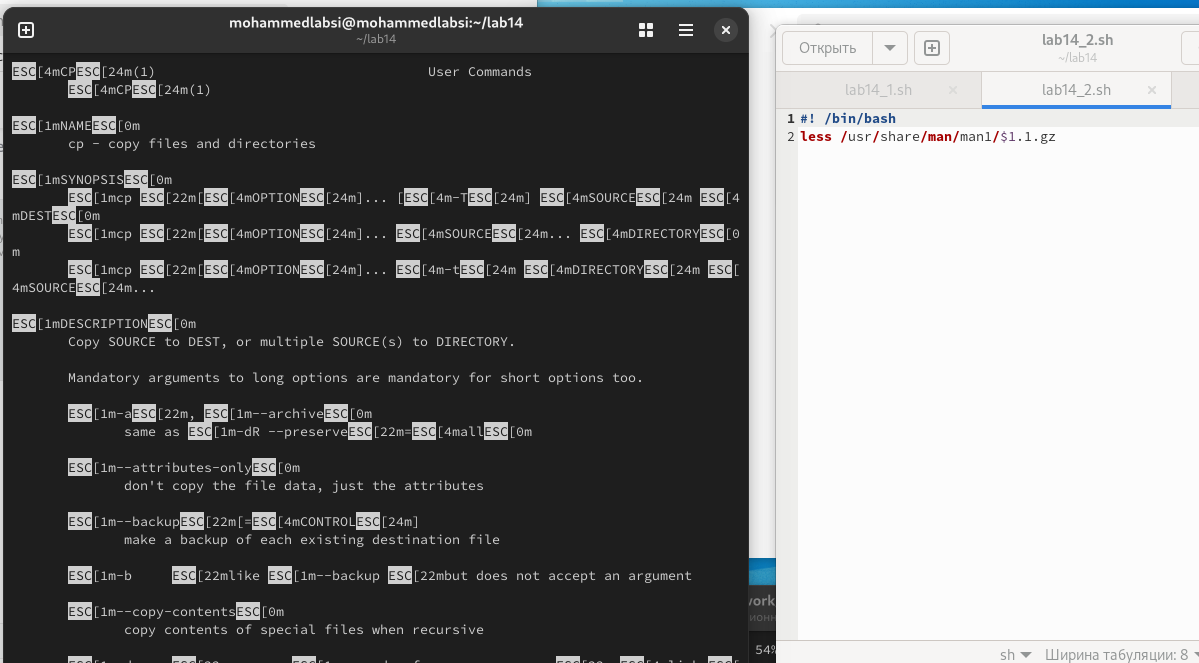 mohammedlabsi@mohammedlabsi:~/lab14
~/lab14
ESC[4mCPESC[24m(1) User Commands
ESC[4mCPESC[24m(1)
ESC[1mNAMEESC[0m
cp - copy files and directories
ESC[1mSYNOPSISESC[0m
ESC[1mcp ESC[22m[ESC[4mOPTIONESC[24m]... [ESC[4m-TESC[24m] ESC[4mSOURCEESC[24m ESC[4
mDESTESC[0m
ESC[1mcp ESC[22m[ESC[4mOPTIONESC[24m]... ESC[4mSOURCEESC[24m... ESC[4mDIRECTORYESC[0
m
ESC[1mcp ESC[22m[ESC[4mOPTIONESC[24m]... ESC[4m-tESC[24m ESC[4mDIRECTORYESC[24m ESC[
4mSOURCEESC[24m...
ESC[1mDESCRIPTIONESC[0m
Copy SOURCE to DEST, or multiple SOURCE(s) to DIRECTORY.
Mandatory arguments to long options are mandatory for short options too.
ESC[1m-aESC[22m, ESC[1m--archiveESC[0m
same as ESC[1m-dR --preserveESC[22m=ESC[4mallESC[0m
ESC[1m--attributes-onlyESC[0m
don't copy the file data, just the attributes
ESC[1m--backupESC[22m[=ESC[4mCONTROLESC[24m]
make a backup of each existing destination file
ESC[1m-b ESC[22mlike ESC[1m--backup ESC[22mbut does not accept an argument
ESC[1m--copy-contentsESC[0m
copy contents of special files when recursive
Открыть
lab14_2.sh
~/lab14
lab14_1.sh
lab14_2.sh
1 #! /bin/bash
2 less /usr/share/man/man1/$1.1.gz
54%
sh
Ширина табуляции: 8